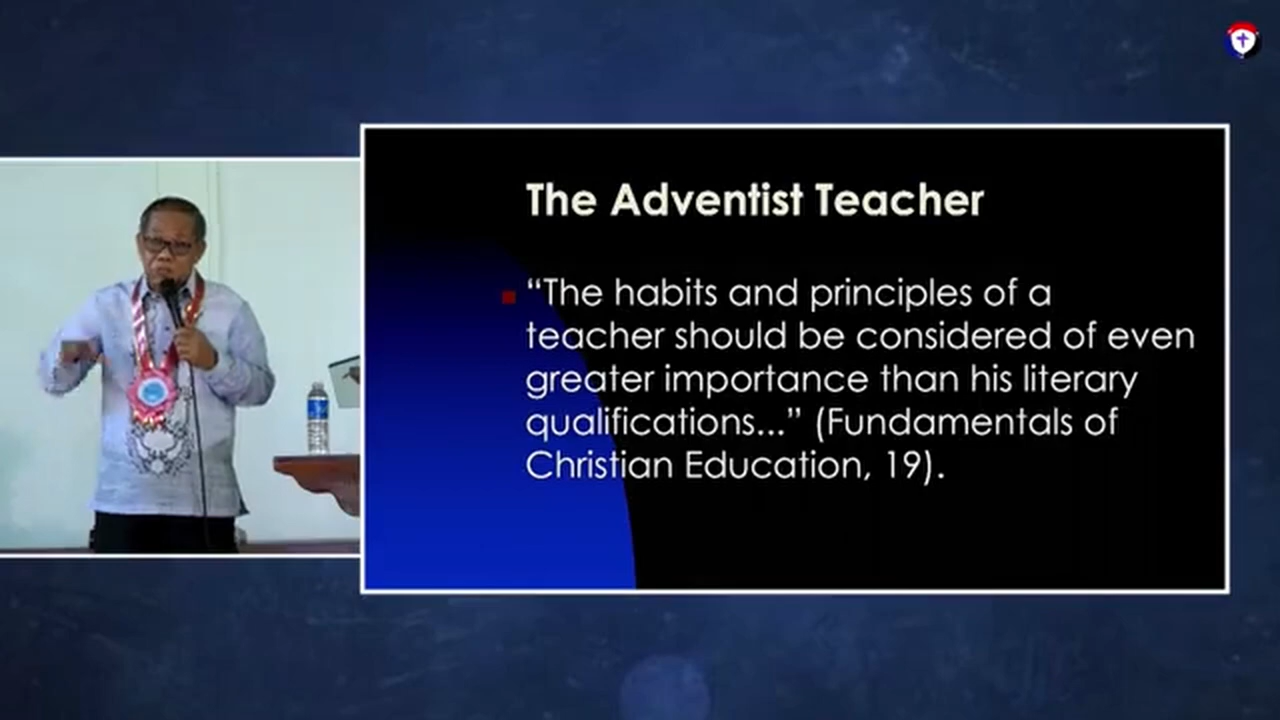 The Adventist Teacher
“The habits and principles of a
teacher should be considered of even
greater importance than his literary
qualifications...” (Fundamentals of
Christian Education, 19).